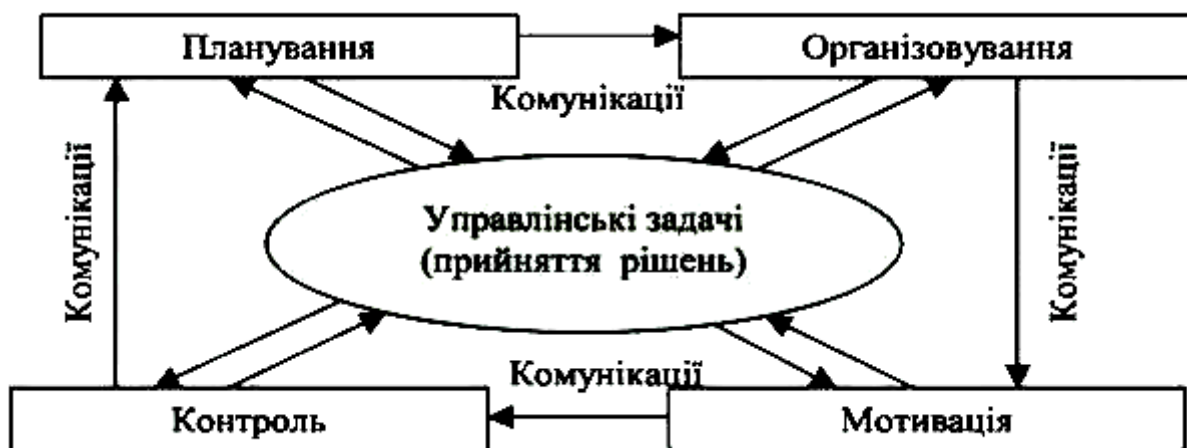 Планування
Організовування
Комунікації
Комунікації
Комунікації
Управлінські задачі
(прийняття рішень)
Комунікації
Контроль
Мотивація